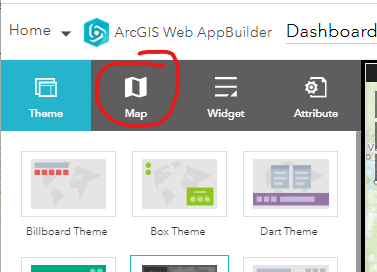 Home ArcGIS Web AppBuilder Dashboard
Theme Map Widget Attribute
Billboard Theme Box Theme Dart Theme